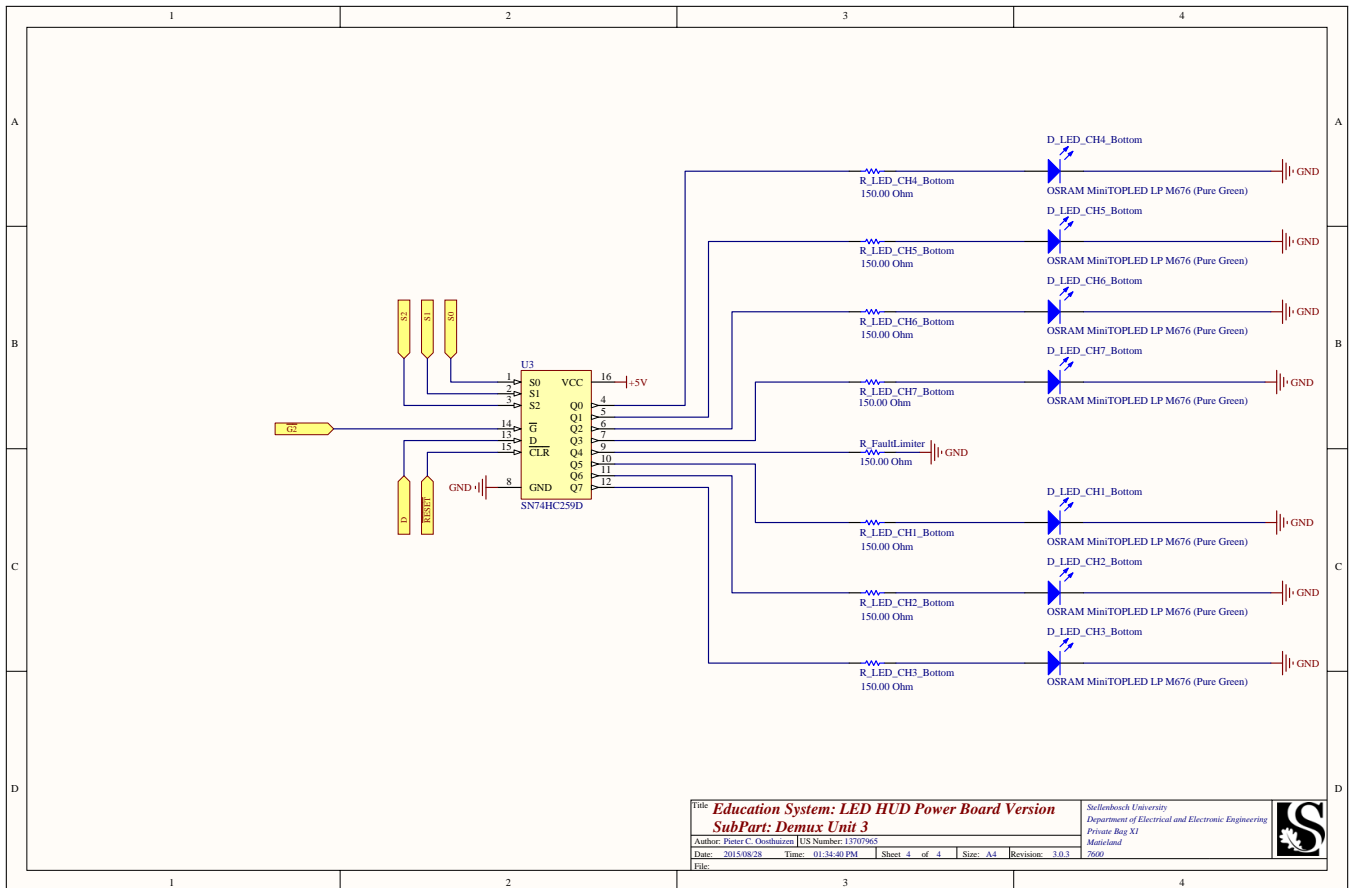 1 2 3 4
A A
D_LED_CH4_Bottom
GND
R_LED_CH4_Bottom
OSRAM MiniTOPLED LP M676 (Pure Green)
150.00 Ohm
D_LED_CH5_Bottom
GND
R_LED_CH5_Bottom
OSRAM MiniTOPLED LP M676 (Pure Green)
150.00 Ohm
D_LED_CH6_Bottom
S2 S1 S0
GND
R_LED_CH6_Bottom
OSRAM MiniTOPLED LP M676 (Pure Green)
150.00 Ohm
B B
D_LED_CH7_Bottom
U3
1 S0 VCC 16 +5V
GND
2 S1
R_LED_CH7_Bottom
OSRAM MiniTOPLED LP M676 (Pure Green)
150.00 Ohm
3 S2 Q0 4
Q1 5
G2
14 G Q2 6
13 D Q3 7
15 CLR Q4 9
R_FaultLimiter
GND
150.00 Ohm
Q5 10
Q6 11
GND 8 GND Q7 12
SN74HC259D
D RESET
D_LED_CH1_Bottom
GND
R_LED_CH1_Bottom
OSRAM MiniTOPLED LP M676 (Pure Green)
150.00 Ohm
C C
D_LED_CH2_Bottom
GND
R_LED_CH2_Bottom
OSRAM MiniTOPLED LP M676 (Pure Green)
150.00 Ohm
D_LED_CH3_Bottom
GND
R_LED_CH3_Bottom
OSRAM MiniTOPLED LP M676 (Pure Green)
150.00 Ohm
D D
Title Education System: LED HUD Power Board Version
SubPart: Demux Unit 3
Author: Pieter C. Oosthuizen US Number: 13707965
Date: 2015/08/28 Time: 01:34:40 PM Sheet 4 of 4 Size: A4 Revision: 3.0.3
File:
Stellenbosch University
Department of Electrical and Electronic Engineering
Private Bag X1
Matieland
7600
S
1 2 3 4